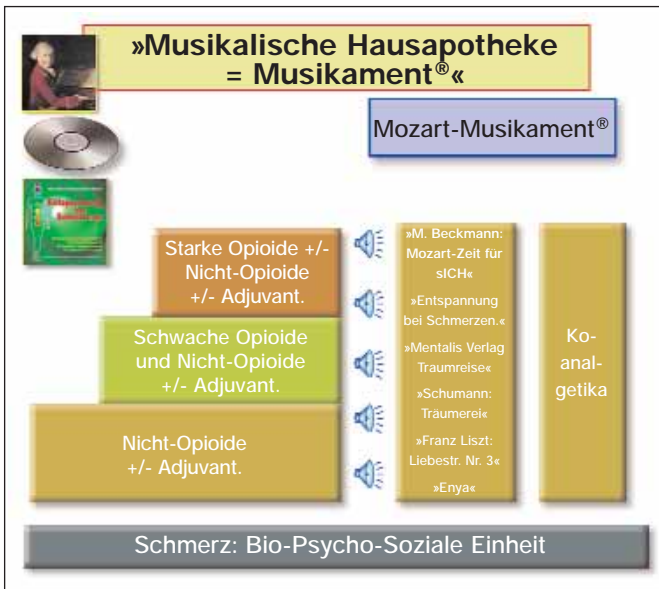 »Musikalische Hausapotheke
= Musikament®«
Mozart-Musikament®
Starke Opioide +/-
Nicht-Opioide
+/- Adjuvant.
Schwache Opioide
und Nicht-Opioide
+/- Adjuvant.
Nicht-Opioide
+/- Adjuvant.
»M. Beckmann:
Mozart-Zeit für
sICH«
»Entspannung
bei Schmerzen.«
»Mentalis Verlag
Traumreise«
»Schumann:
Träumerei«
»Franz Liszt:
Liebestr. Nr. 3«
»Enya«
Ko-
anal-
getika
Schmerz: Bio-Psycho-Soziale Einheit